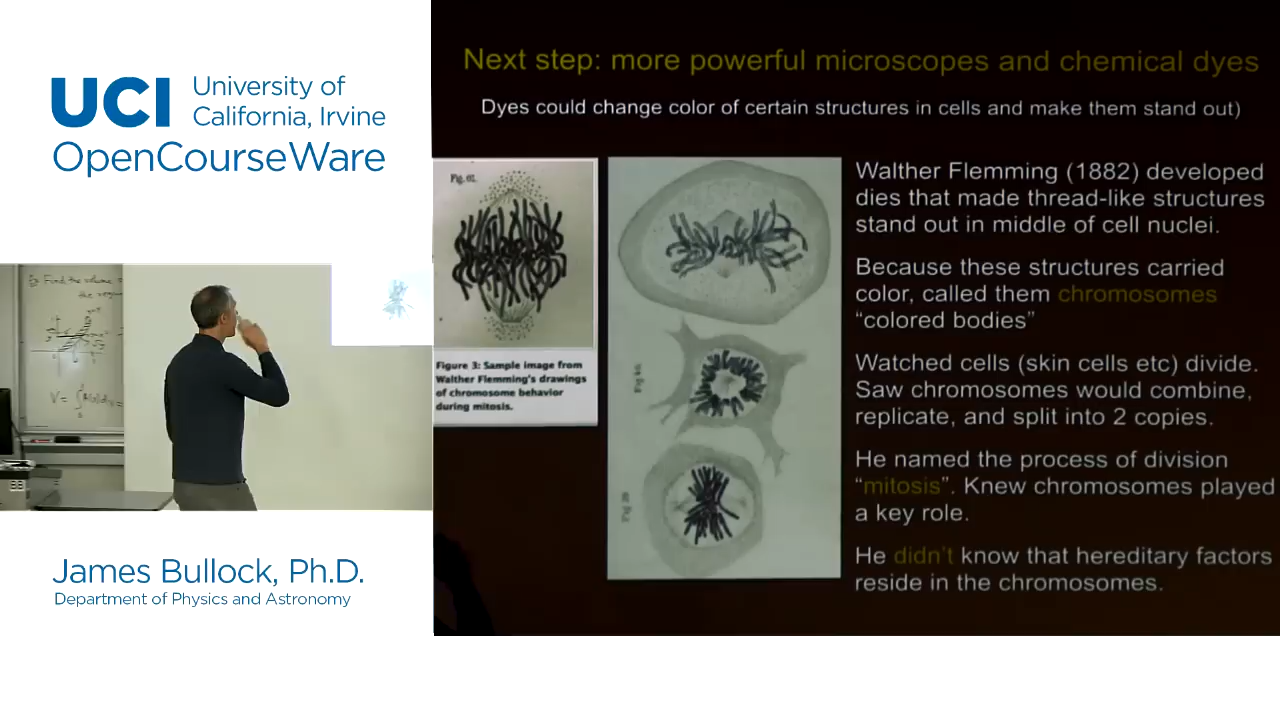 UCI University of
California, Irvine
OpenCourseWare
Find the volume
the region
James Bullock, Ph.D.
Department of Physics and Astronomy
Next step: more powerful microscopes and chemical dyes
Dyes could change color of certain structures in cells and make them stand out)
Figure 3: Sample image from
Walther Flemming's drawings
of chromosome behavior
during mitosis.
Walther Flemming (1882) developed
dies that made thread-like structures
stand out in middle of cell nuclei.
Because these structures carried
color, called them chromosomes
“colored bodies”
Watched cells (skin cells etc) divide.
Saw chromosomes would combine,
replicate, and split into 2 copies.
He named the process of division
“mitosis”. Knew chromosomes played
a key role.
He didn’t know that hereditary factors
reside in the chromosomes.